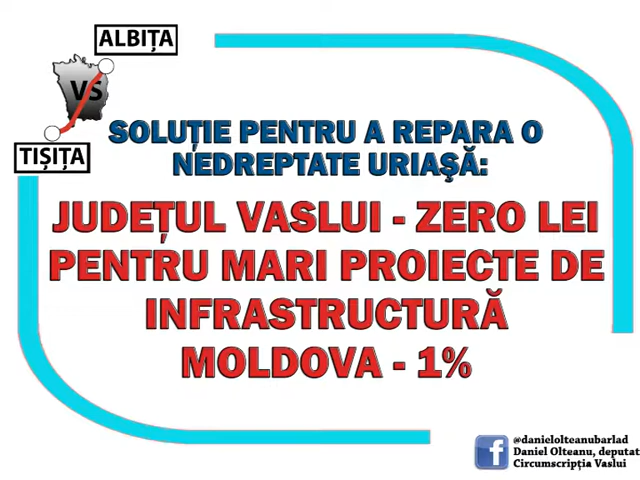 ALBIȚA
VS
TIȘIȚA
SOLUȚIE PENTRU A REPARA O
NEDREPTATE URIAŞĂ:
JUDEȚUL VASLUI - ZERO LEI
PENTRU MARI PROIECTE DE
INFRASTRUCTURĂ
MOLDOVA - 1%
@danielolteanubarlad
Daniel Olteanu, deputat
Circumscripția Vaslui